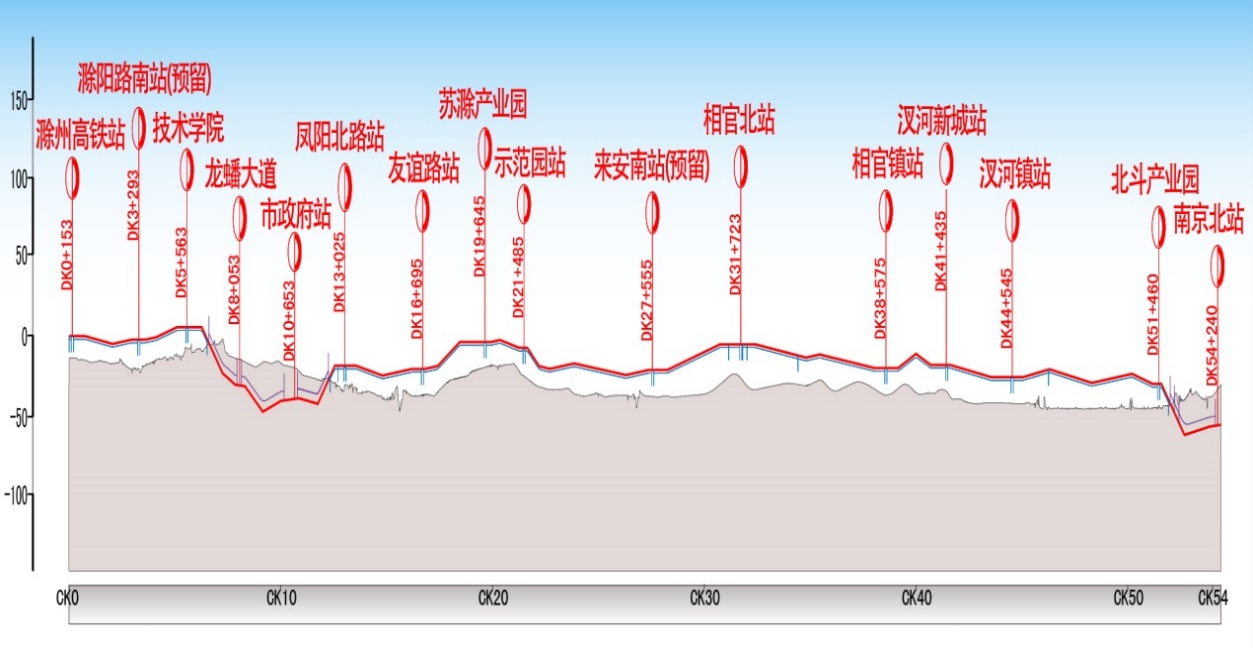 滁州高铁站
DK0+153
滁阳路南站(预留)
DK3+293
技术学院
DK5+563
龙蟠大道
DK8+053
市政府站
DK10+653
凤阳北路站
DK13+025
友谊路站
DK16+695
苏滁产业园
DK19+645
示范园站
DK21+485
来安南站(预留)
DK27+555
相官北站
DK31+723
相官镇站
DK38+575
汊河新城站
DK41+435
汊河镇站
DK44+545
北斗产业园
DK51+460
南京北站
DK54+240
150
100
50
0
-50
-100
CK0
CK10
CK20
CK30
CK40
CK50
CK54